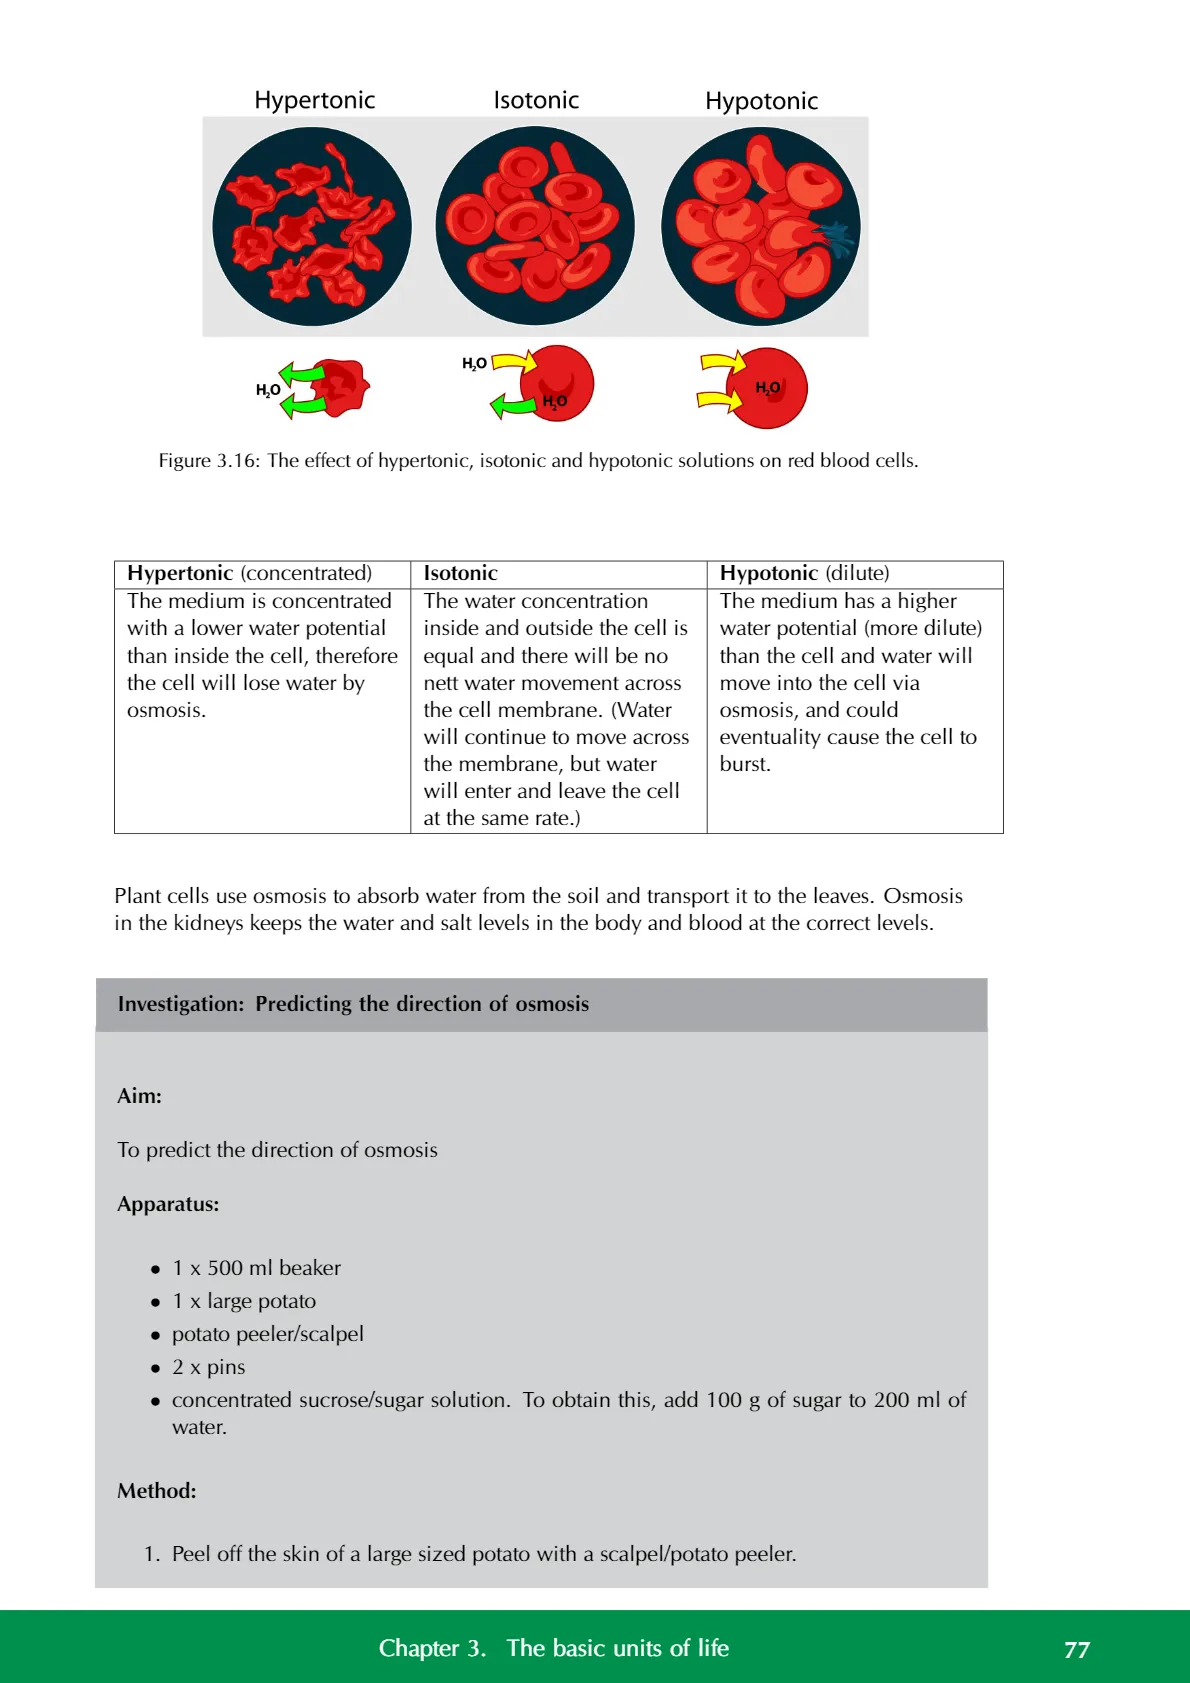 Hypertonic Isotonic Hypotonic
H₂O
H₂O
H₂O
H₂O
Figure 3.16: The effect of hypertonic, isotonic and hypotonic solutions on red blood cells.
Hypertonic (concentrated)
The medium is concentrated
with a lower water potential
than inside the cell, therefore
the cell will lose water by
osmosis.
Isotonic
The water concentration
inside and outside the cell is
equal and there will be no
nett water movement across
the cell membrane. (Water
will continue to move across
the membrane, but water
will enter and leave the cell
at the same rate.)
Hypotonic (dilute)
The medium has a higher
water potential (more dilute)
than the cell and water will
move into the cell via
osmosis, and could
eventuality cause the cell to
burst.
Plant cells use osmosis to absorb water from the soil and transport it to the leaves. Osmosis
in the kidneys keeps the water and salt levels in the body and blood at the correct levels.
Investigation: Predicting the direction of osmosis
Aim:
To predict the direction of osmosis
Apparatus:
• 1 x 500 ml beaker
• 1 x large potato
• potato peeler/scalpel
• 2 x pins
• concentrated sucrose/sugar solution. To obtain this, add 100 g of sugar to 200 ml of
water.
Method:
1. Peel off the skin of a large sized potato with a scalpel/potato peeler.
Chapter 3. The basic units of life 77